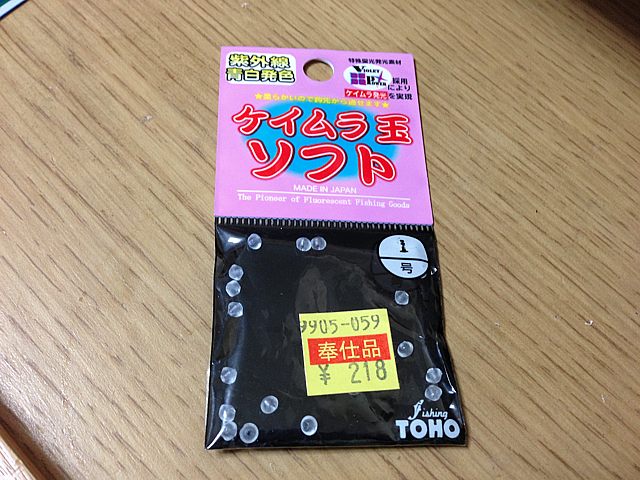 紫外線
青白発色
特殊蛍光発光素材
VIOLET
POWER
採用
により
ケイムラ発光を実現
★柔らかいので釣元から通せます★
ケイムラ玉
ソフト
MADE IN JAPAN
The Pioneer of Fluorescent Fishing Goods
1
号
9905-059
奉仕品
¥ 218
fishing
TOHO